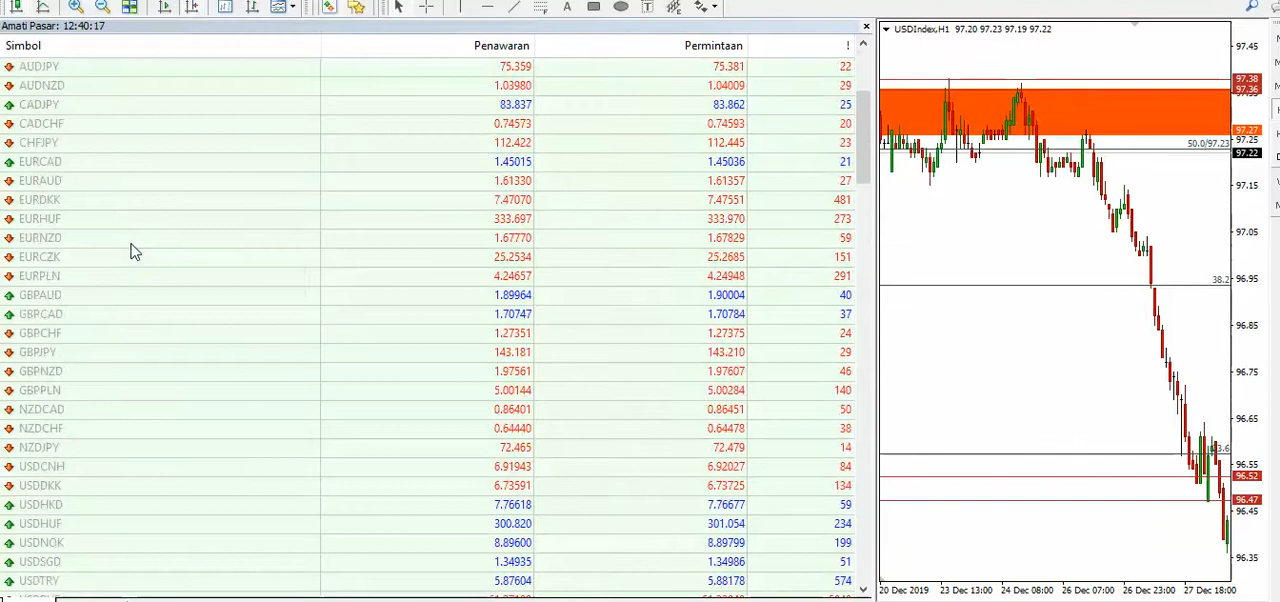 Amati Pasar: 12:40:17
Simbol Penawaran Permintaan !
AUDJPY 75.359 75.381 22
AUDNZD 1.03980 1.04009 29
CADJPY 83.837 83.862 25
CADCHF 0.74573 0.74593 20
CHFJPY 112.422 112.445 23
EURCAD 1.45015 1.45036 21
EURAUD 1.61330 1.61357 27
EURDKK 7.47070 7.47551 481
EURHUF 333.697 333.970 273
EURNZD 1.67770 1.67829 59
EURCZK 25.2534 25.2685 151
EURPLN 4.24657 4.24948 291
GBPAUD 1.89964 1.90004 40
GBPCAD 1.70747 1.70784 37
GBPCHF 1.27351 1.27375 24
GBPJPY 143.181 143.210 29
GBPNZD 1.97561 1.97607 46
GBPPLN 5.00144 5.00284 140
NZDCAD 0.86401 0.86451 50
NZDCHF 0.64440 0.64478 38
NZDJPY 72.465 72.479 14
USDCNH 6.91943 6.92027 84
USDDKK 6.73591 6.73725 134
USDHKD 7.76618 7.76677 59
USDHUF 300.820 301.054 234
USDNOK 8.89600 8.89799 199
USDSGD 1.34935 1.34986 51
USDTRY 5.87604 5.88178 574
USDIndex,H1 97.20 97.23 97.19 97.22
97.45
97.38
97.36
97.27
97.25
50.0/97.23
97.22
97.15
97.05
96.95
38.2
96.85
96.75
96.65
96.55
96.52
96.47
96.45
96.35
20 Dec 2019 23 Dec 13:00 24 Dec 08:00 26 Dec 07:00 26 Dec 23:00 27 Dec 18:00